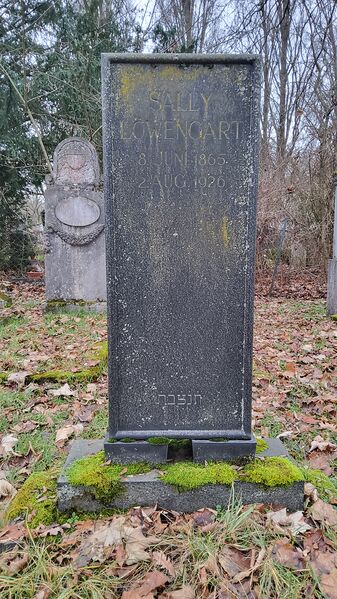 SALLY
LÖWENGART
8. JUNI 1865
2. AUG. 1926
תנצבה